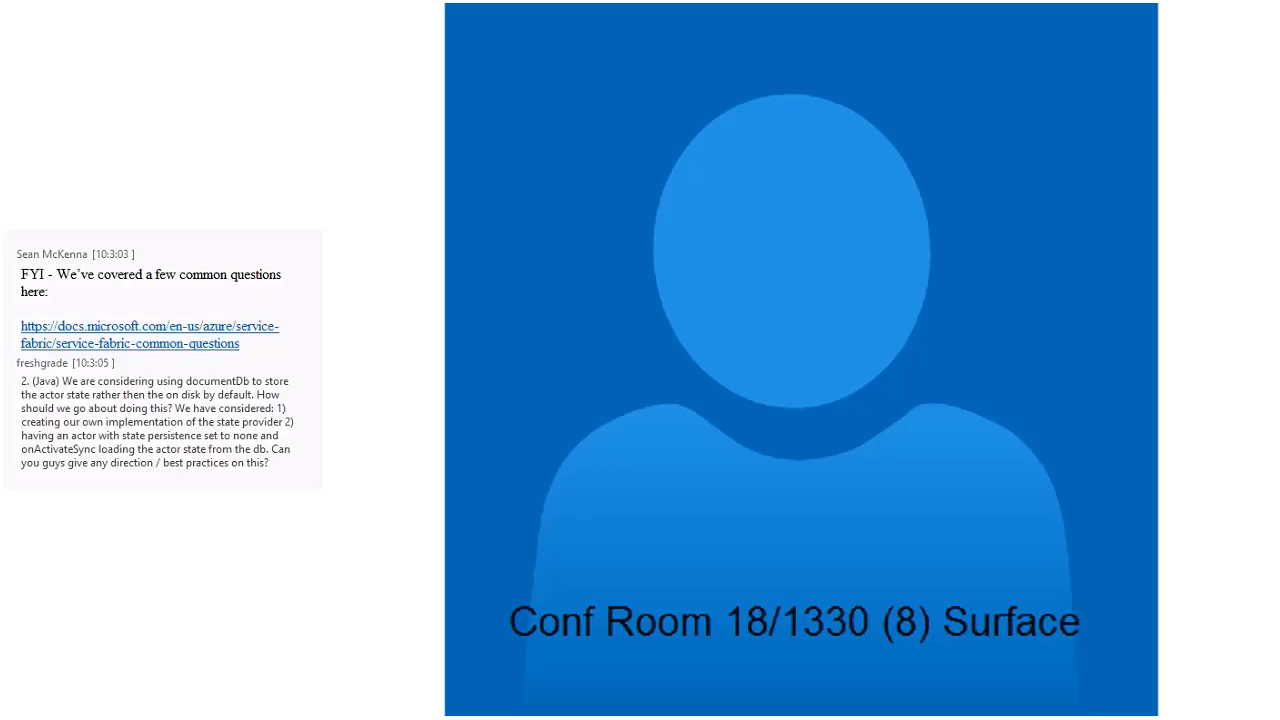 Sean McKenna [10:3:03 ]
FYI - We've covered a few common questions
here:
https://docs.microsoft.com/en-us/azure/service-
fabric/service-fabric-common-questions
freshgrade [10:3:05 ]
2. (Java) We are considering using documentDb to store
the actor state rather then the on disk by default. How
should we go about doing this? We have considered: 1)
creating our own implementation of the state provider 2)
having an actor with state persistence set to none and
onActivateSync loading the actor state from the db. Can
you guys give any direction / best practices on this?
Conf Room 18/1330 (8) Surface